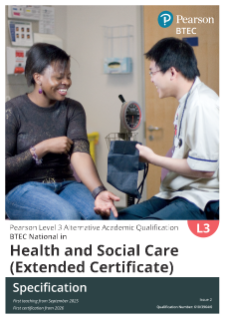 Pearson
BTEC
L3
Pearson Level 3 Alternative Academic Qualification
BTEC National in
Health and Social Care
(Extended Certificate)
Specification
First teaching from September 2025
First certification from 2026
Issue 2
Qualification Number: